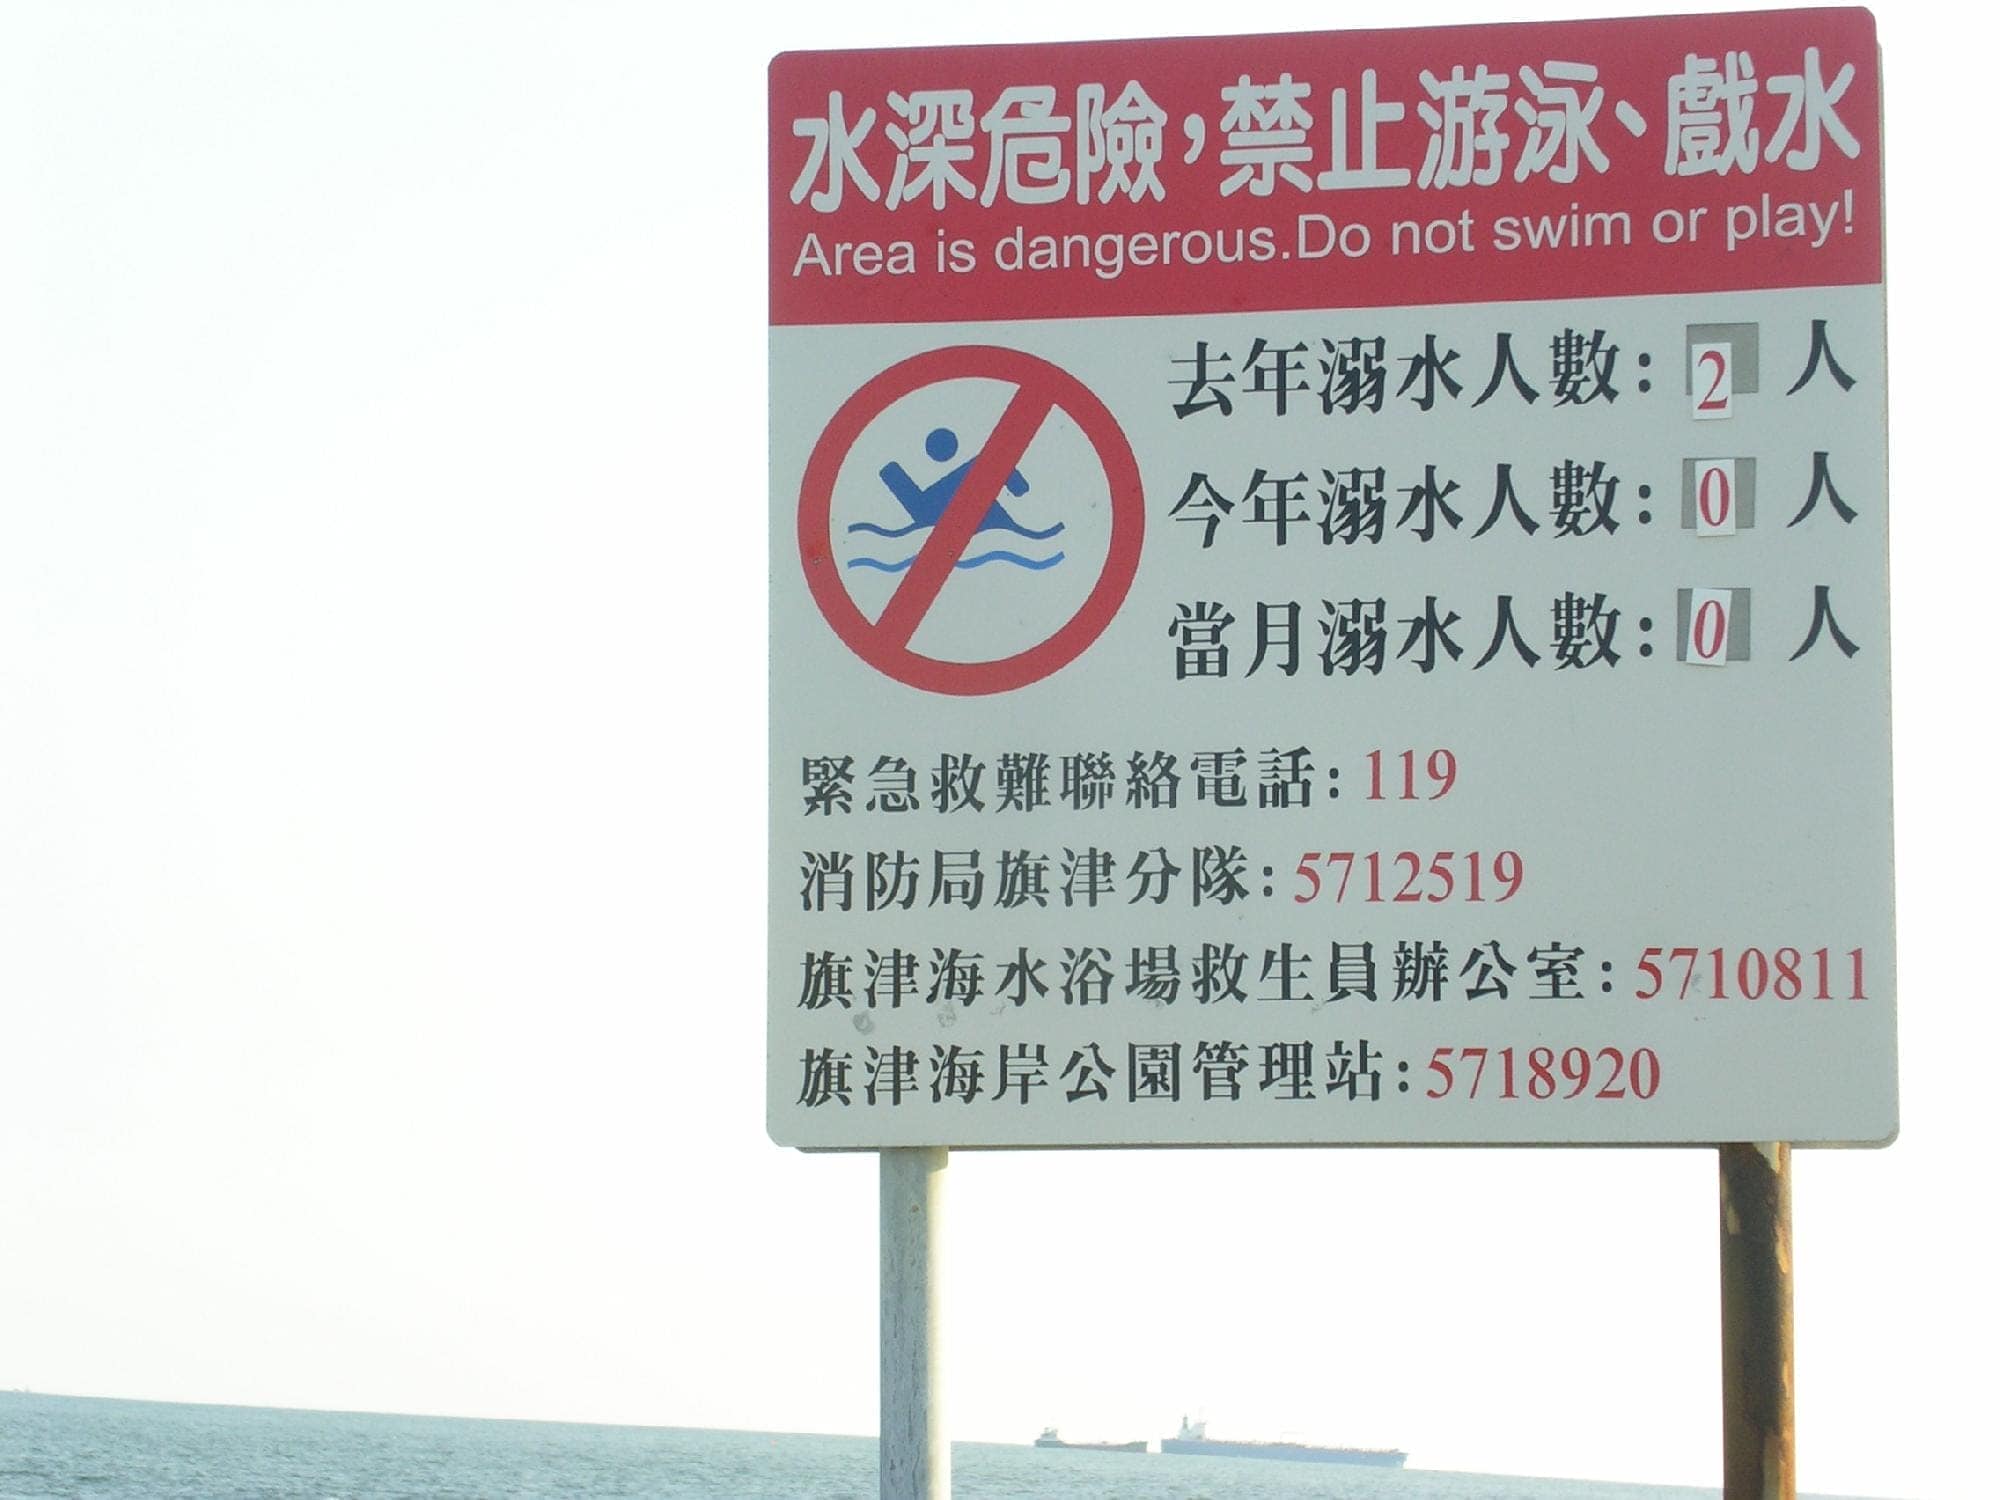 水深危險，禁止游泳、戲水
Area is dangerous.Do not swim or play!
去年溺水人數：2人
今年溺水人數：0人
當月溺水人數：0人
緊急救難聯絡電話：119
消防局旗津分隊：5712519
旗津海水浴場救生員辦公室：5710811
旗津海岸公園管理站：5718920